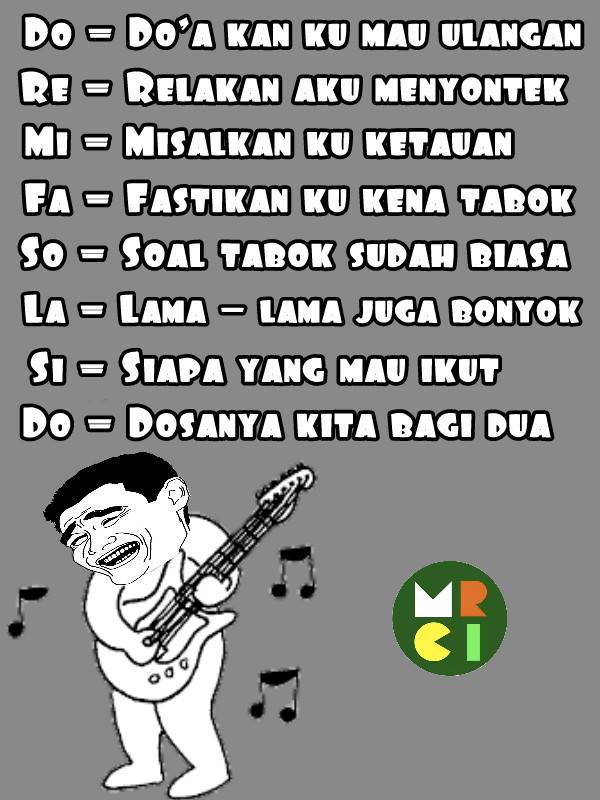 Do = Do'a kan ku mau ulangan
Re = Relakan aku menyontek
Mi = Misalkan ku ketauan
Fa = Fastikan ku kena tabok
So = Soal tabok sudah biasa
La = Lama - lama juga bonyok
Si = Siapa yang mau ikut
Do = Dosanya kita bagi dua
MR
CI